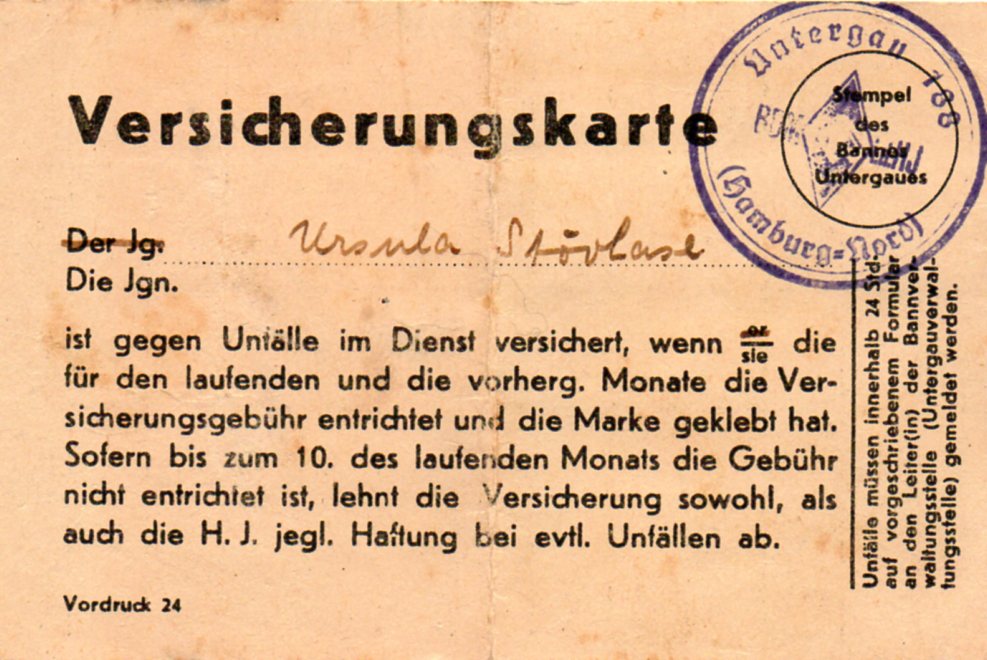 Versicherungskarte
Untergau
(Hamburg=Nord)
BDM
HJ
Stempel
des
Bannes
Untergaues
Der Jg.
Ursula
Die Jgn.
ist gegen Unfälle im Dienst versichert, wenn er/sie die
für den laufenden und die vorherg. Monate die Ver-
sicherungsgebühr entrichtet und die Marke geklebt hat.
Sofern bis zum 10. des laufenden Monats die Gebühr
nicht entrichtet ist, lehnt die Versicherung sowohl, als
auch die H. J. jegl. Haftung bei evtl. Unfällen ab.
Vordruck 24
Unfälle müssen innerhalb 24 Std.
auf vorgeschriebenem Formular
an den Leiter(in) der Bannver-
waltungsstelle (Untergauverwal-
tungsstelle) gemeldet werden.